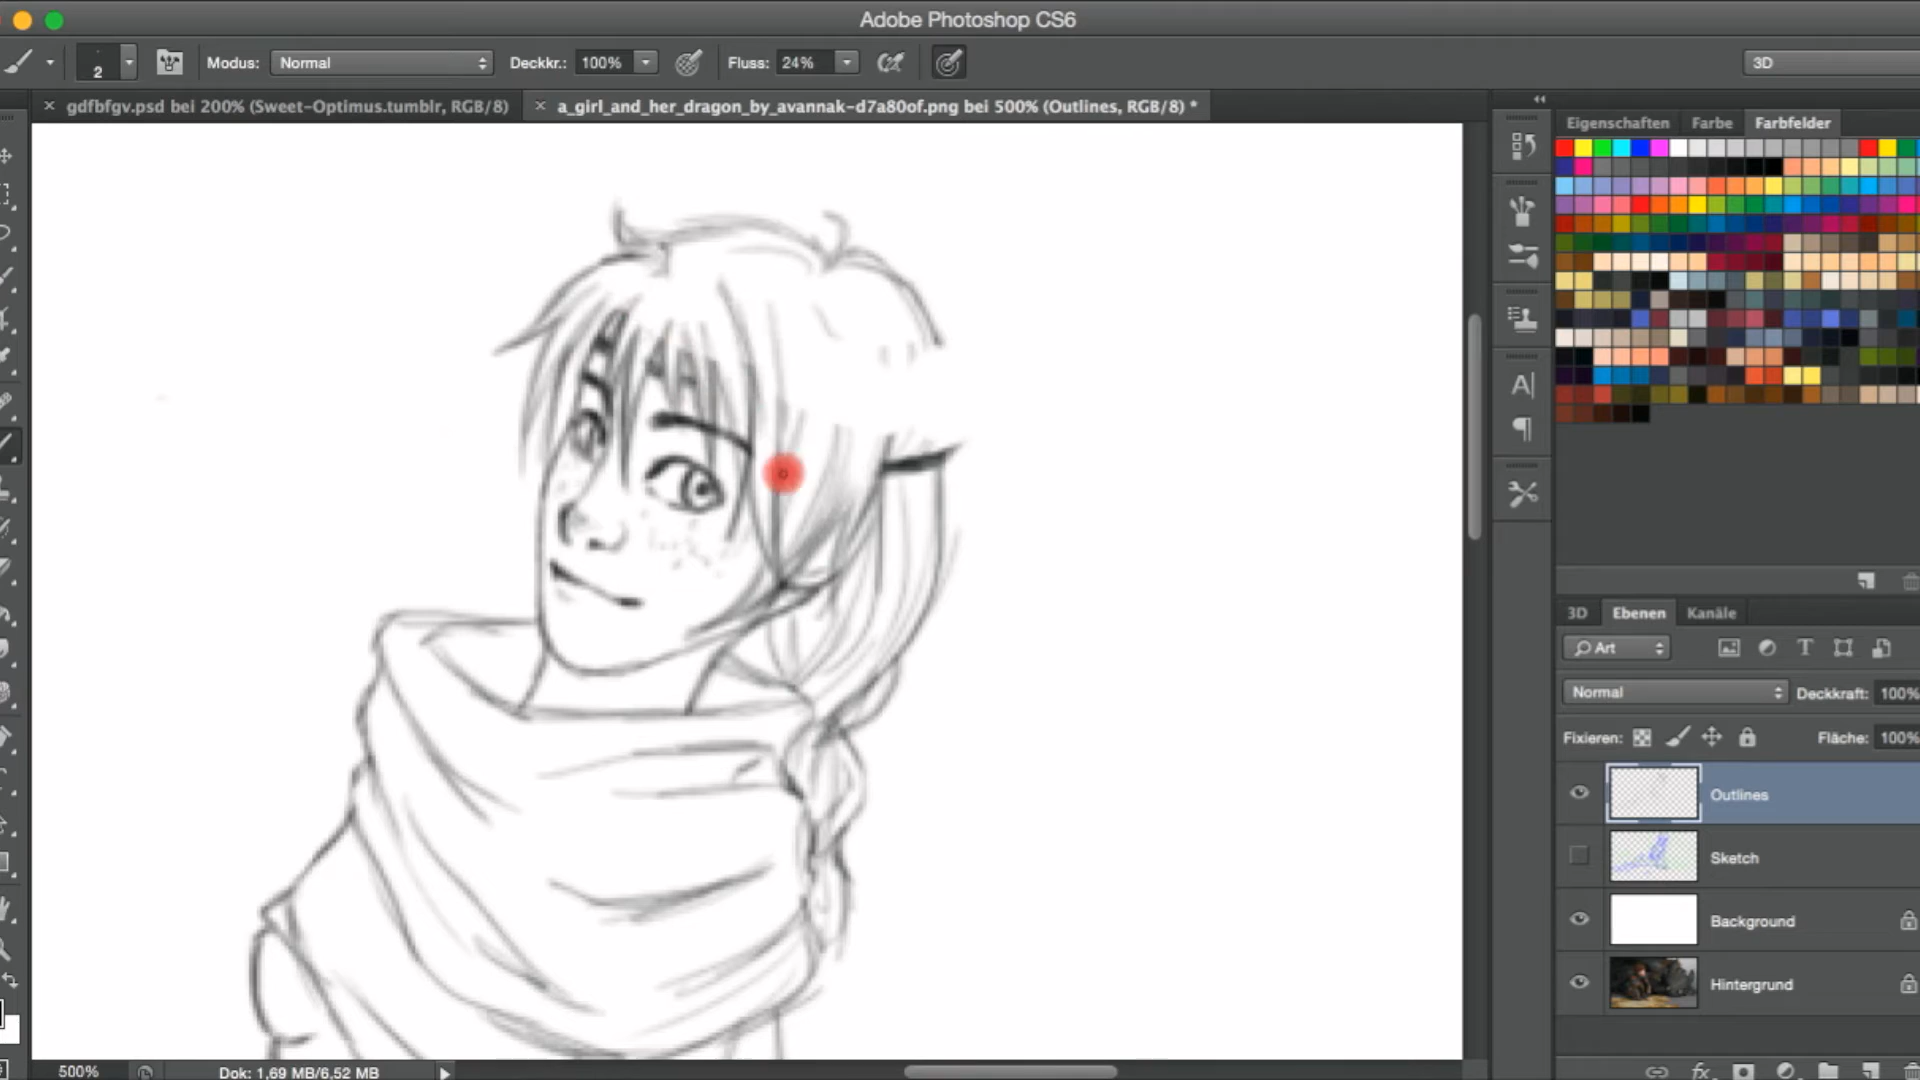 Adobe Photoshop CS6
2 Modus: Normal Deckkr.: 100% Fluss: 24% 3D
gdfbfgv.psd bei 200% (Sweet-Optimus.tumblr, RGB/8)
a_girl_and_her_dragon_by_avannak-d7a80of.png bei 500% (Outlines, RGB/8) *
Eigenschaften Farbe Farbfelder
3D Ebenen Kanäle
Art
Normal Deckkraft: 100%
Fixieren: Fläche: 100%
Outlines
Sketch
Background
Hintergrund
500% Dok: 1,69 MB/6,52 MB